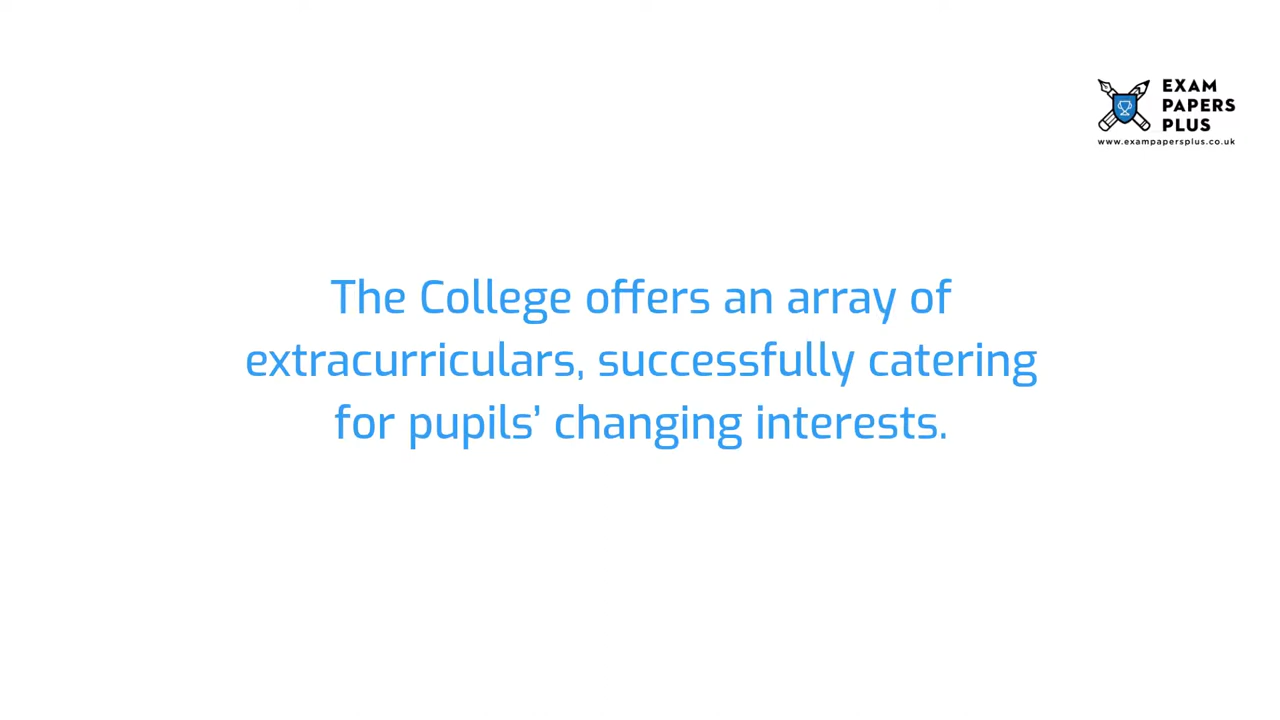 EXAM
PAPERS
PLUS
www.exampapersplus.co.uk
The College offers an array of
extracurriculars, successfully catering
for pupils’ changing interests.